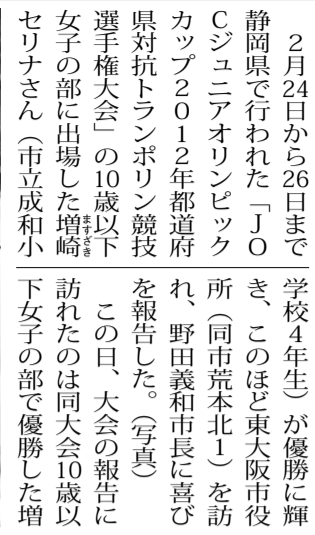 ２月24日から26日まで
静岡県で行われた「ＪＯ
Ｃジュニアオリンピック
カップ２０１２年都道府
県対抗トランポリン競技
選手権大会」の10歳以下
女子の部に出場した増崎
ますざき
セリナさん（市立成和小
学校４年生）が優勝に輝
き、このほど東大阪市役
所（同市荒本北１）を訪
れ、野田義和市長に喜び
を報告した。（写真）
この日、大会の報告に
訪れたのは同大会10歳以
下女子の部で優勝した増